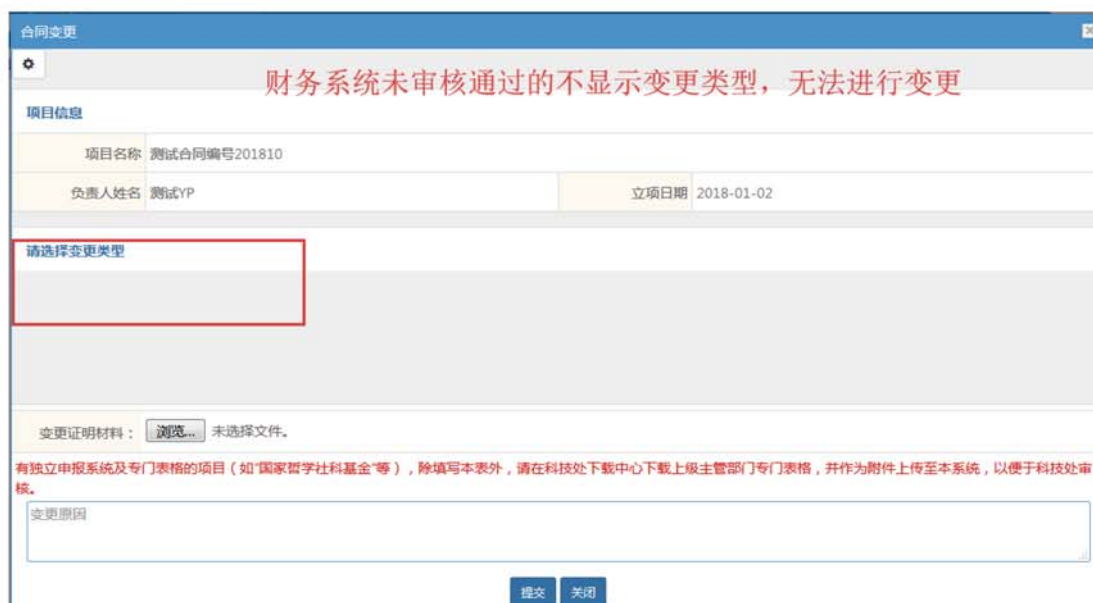 合同变更
财务系统未审核通过的不显示变更类型，无法进行变更
项目信息
项目名称 测试合同编号201810
负责人姓名 测试YP 立项日期 2018-01-02
请选择变更类型
变更证明材料： 浏览... 未选择文件。
有独立申报系统及专门表格的项目（如"国家哲学社科基金"等），除填写本表外，请在科技处下载中心下载上级主管部门专门表格，并作为附件上传至本系统，以便于科技处审
核。
变更原因
提交 关闭